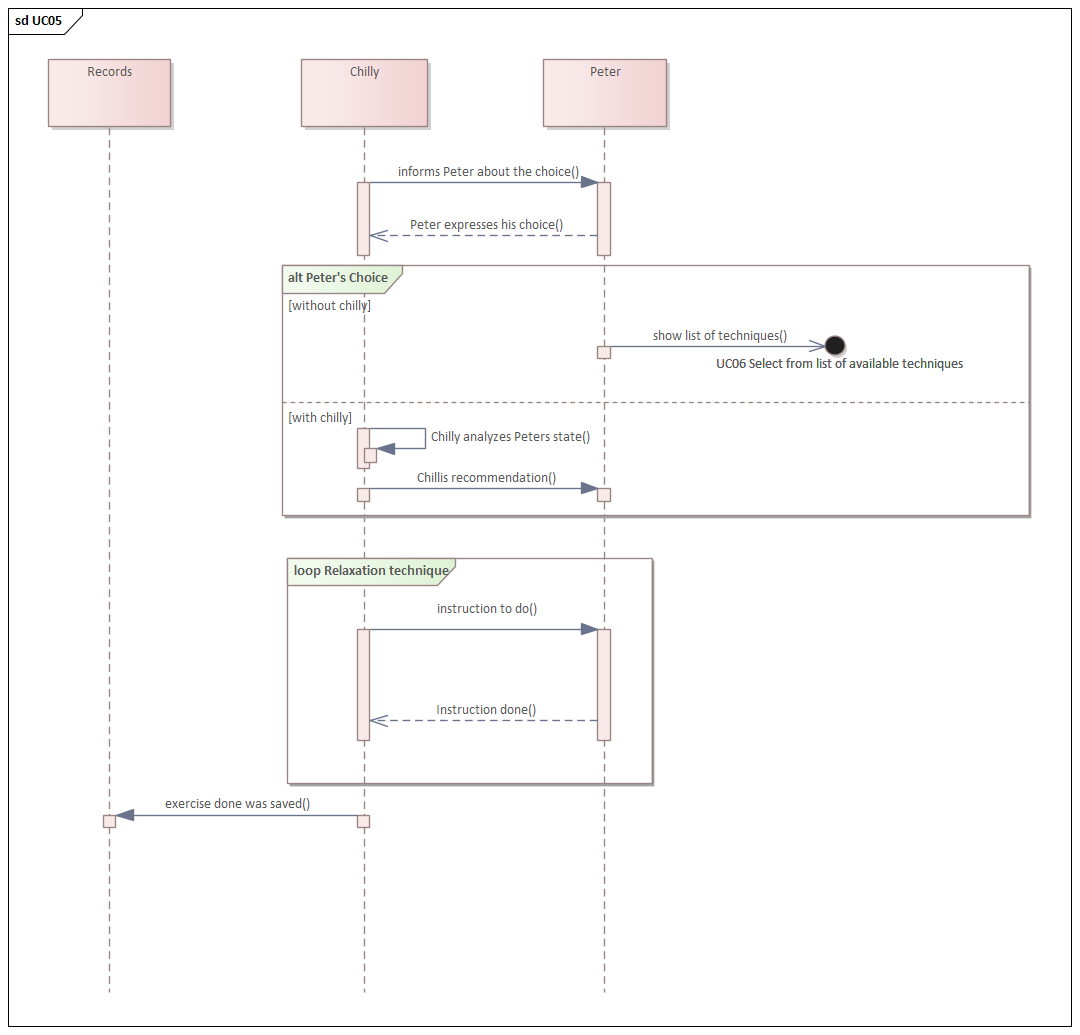 sd UC05
Records
Chilly
Peter
informs Peter about the choice()
Peter expresses his choice()
alt Peter's Choice
[without chilly]
show list of techniques()
UC06 Select from list of available techniques
[with chilly]
Chilly analyzes Peters state()
Chillis recommendation()
loop Relaxation technique
instruction to do()
Instruction done()
exercise done was saved()